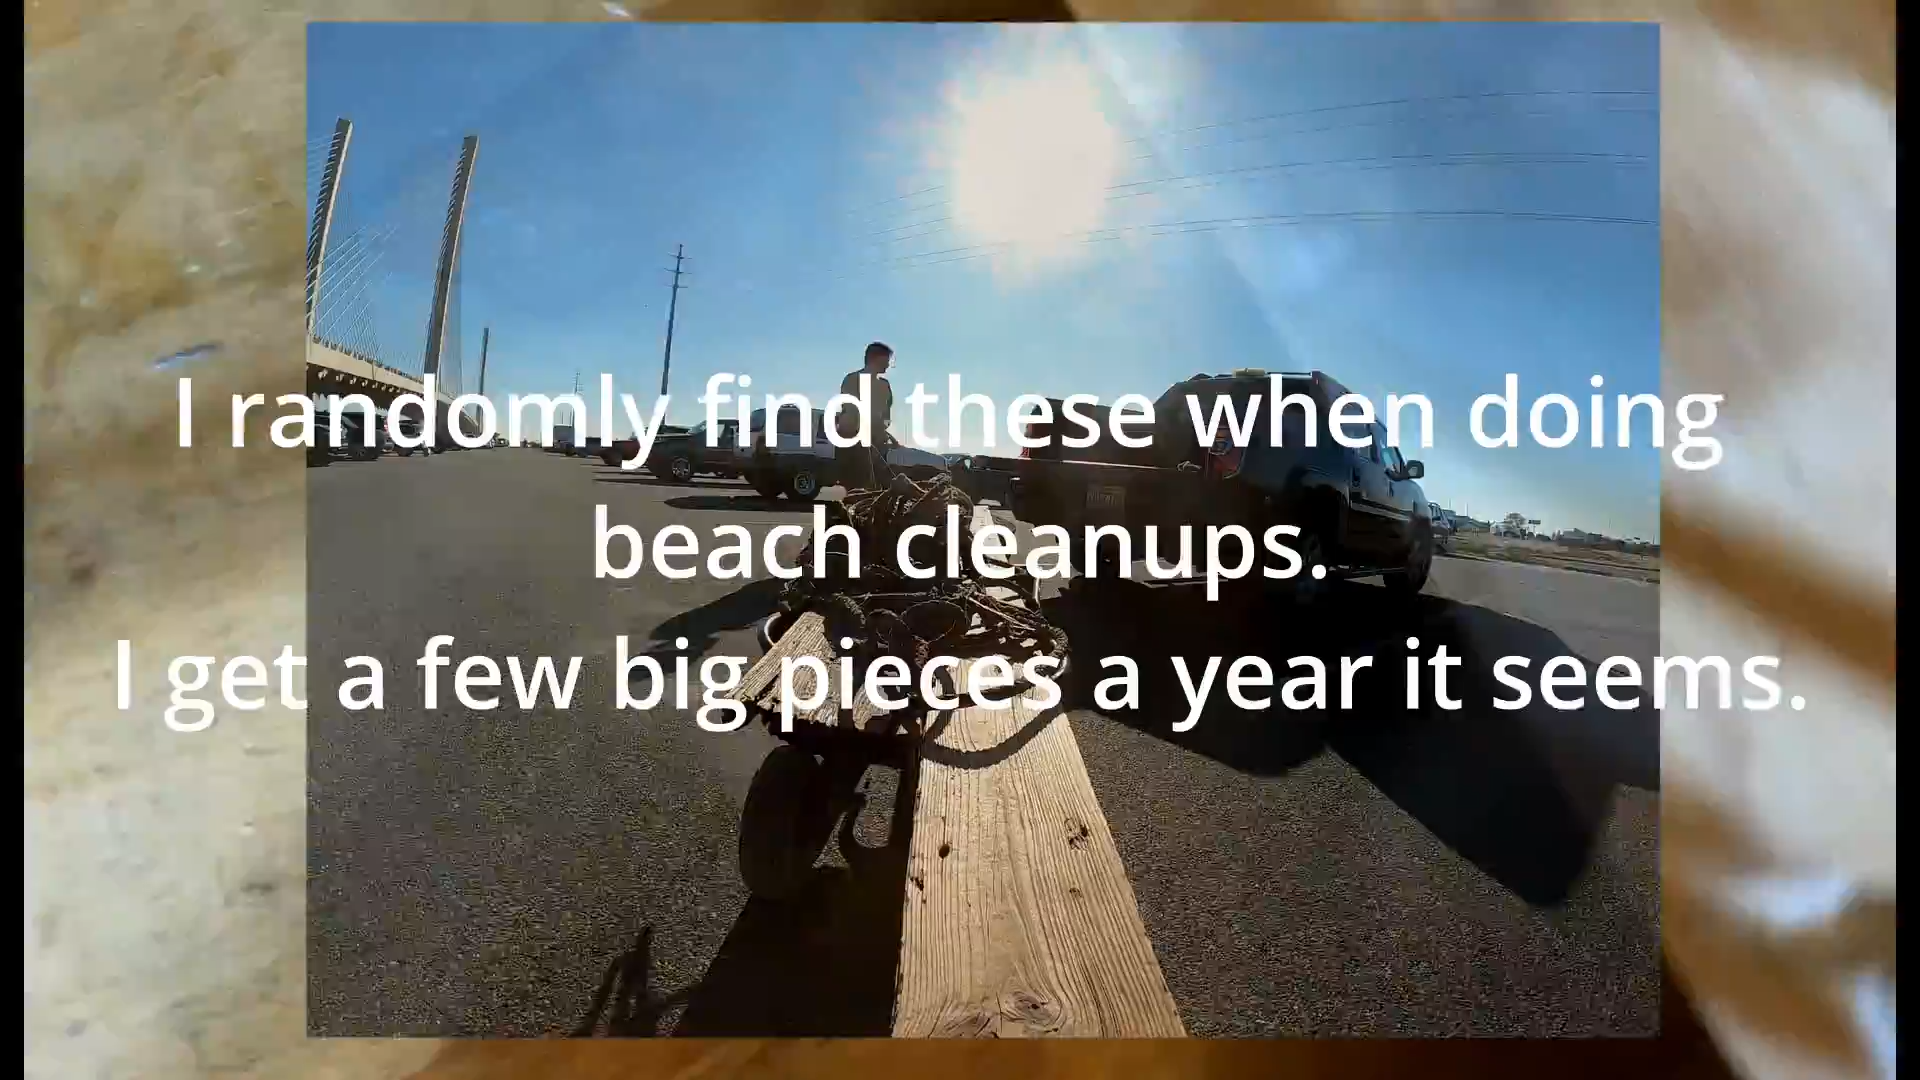 I randomly find these when doing
beach cleanups.
I get a few big pieces a year it seems.